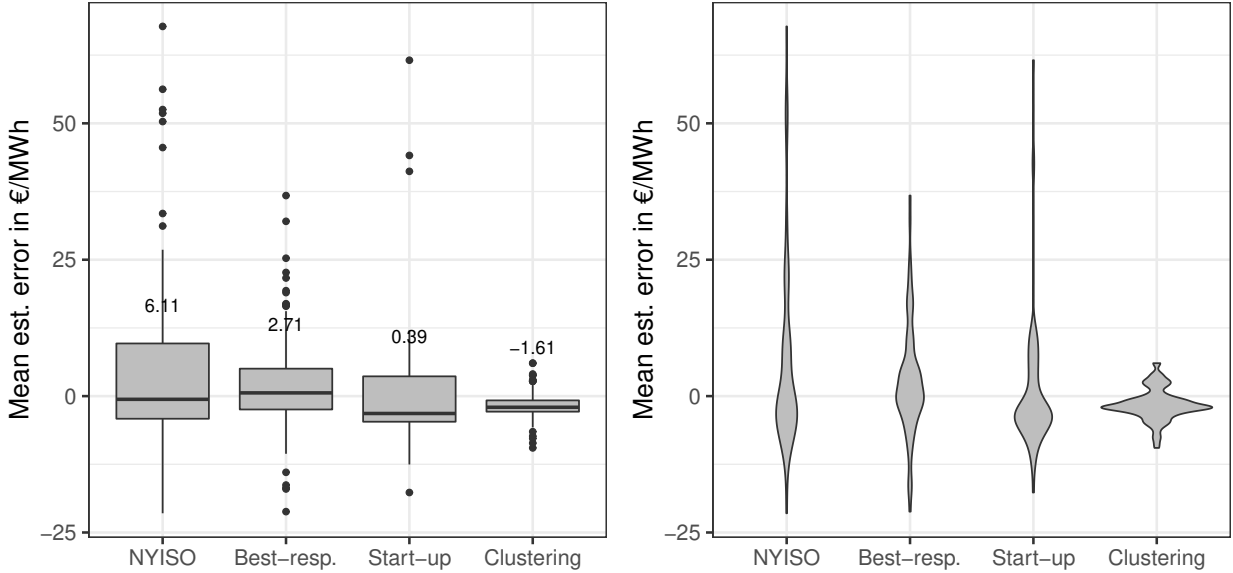 Mean est. error in €/MWh
50
25
0
−25
6.11
2.71
0.39
−1.61
NYISO
Best−resp.
Start−up
Clustering
Mean est. error in €/MWh
50
25
0
−25
NYISO
Best−resp.
Start−up
Clustering